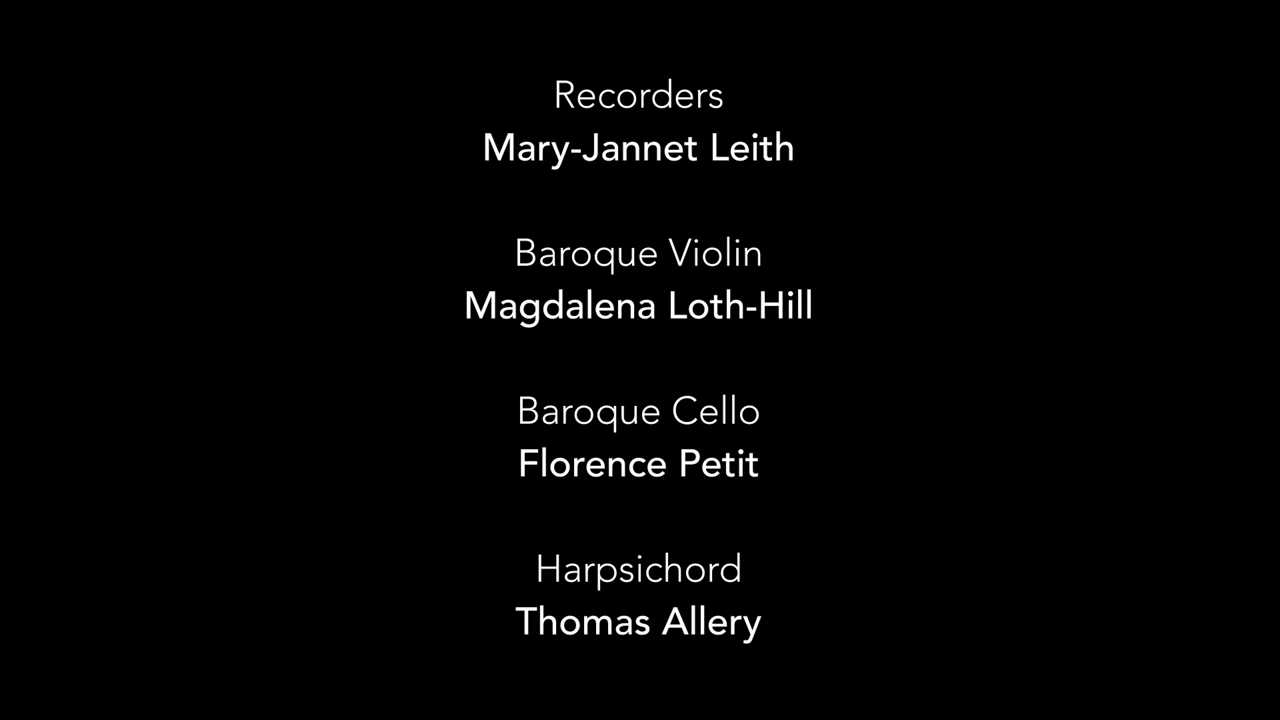 Recorders
Mary-Jannet Leith
Baroque Violin
Magdalena Loth-Hill
Baroque Cello
Florence Petit
Harpsichord
Thomas Allery